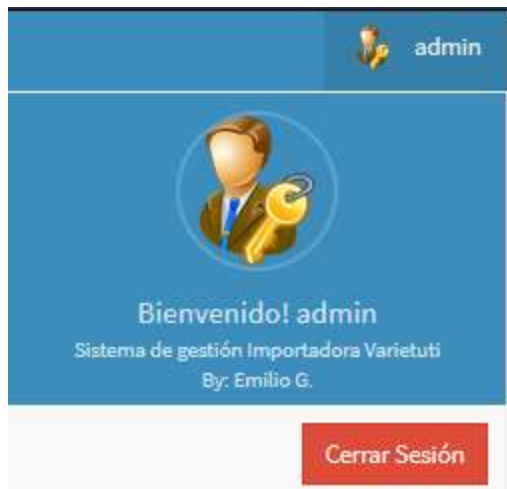 admin
Bienvenido! admin
Sistema de gestión Importadora Varietuti
By: Emilio G.
Cerrar Sesión